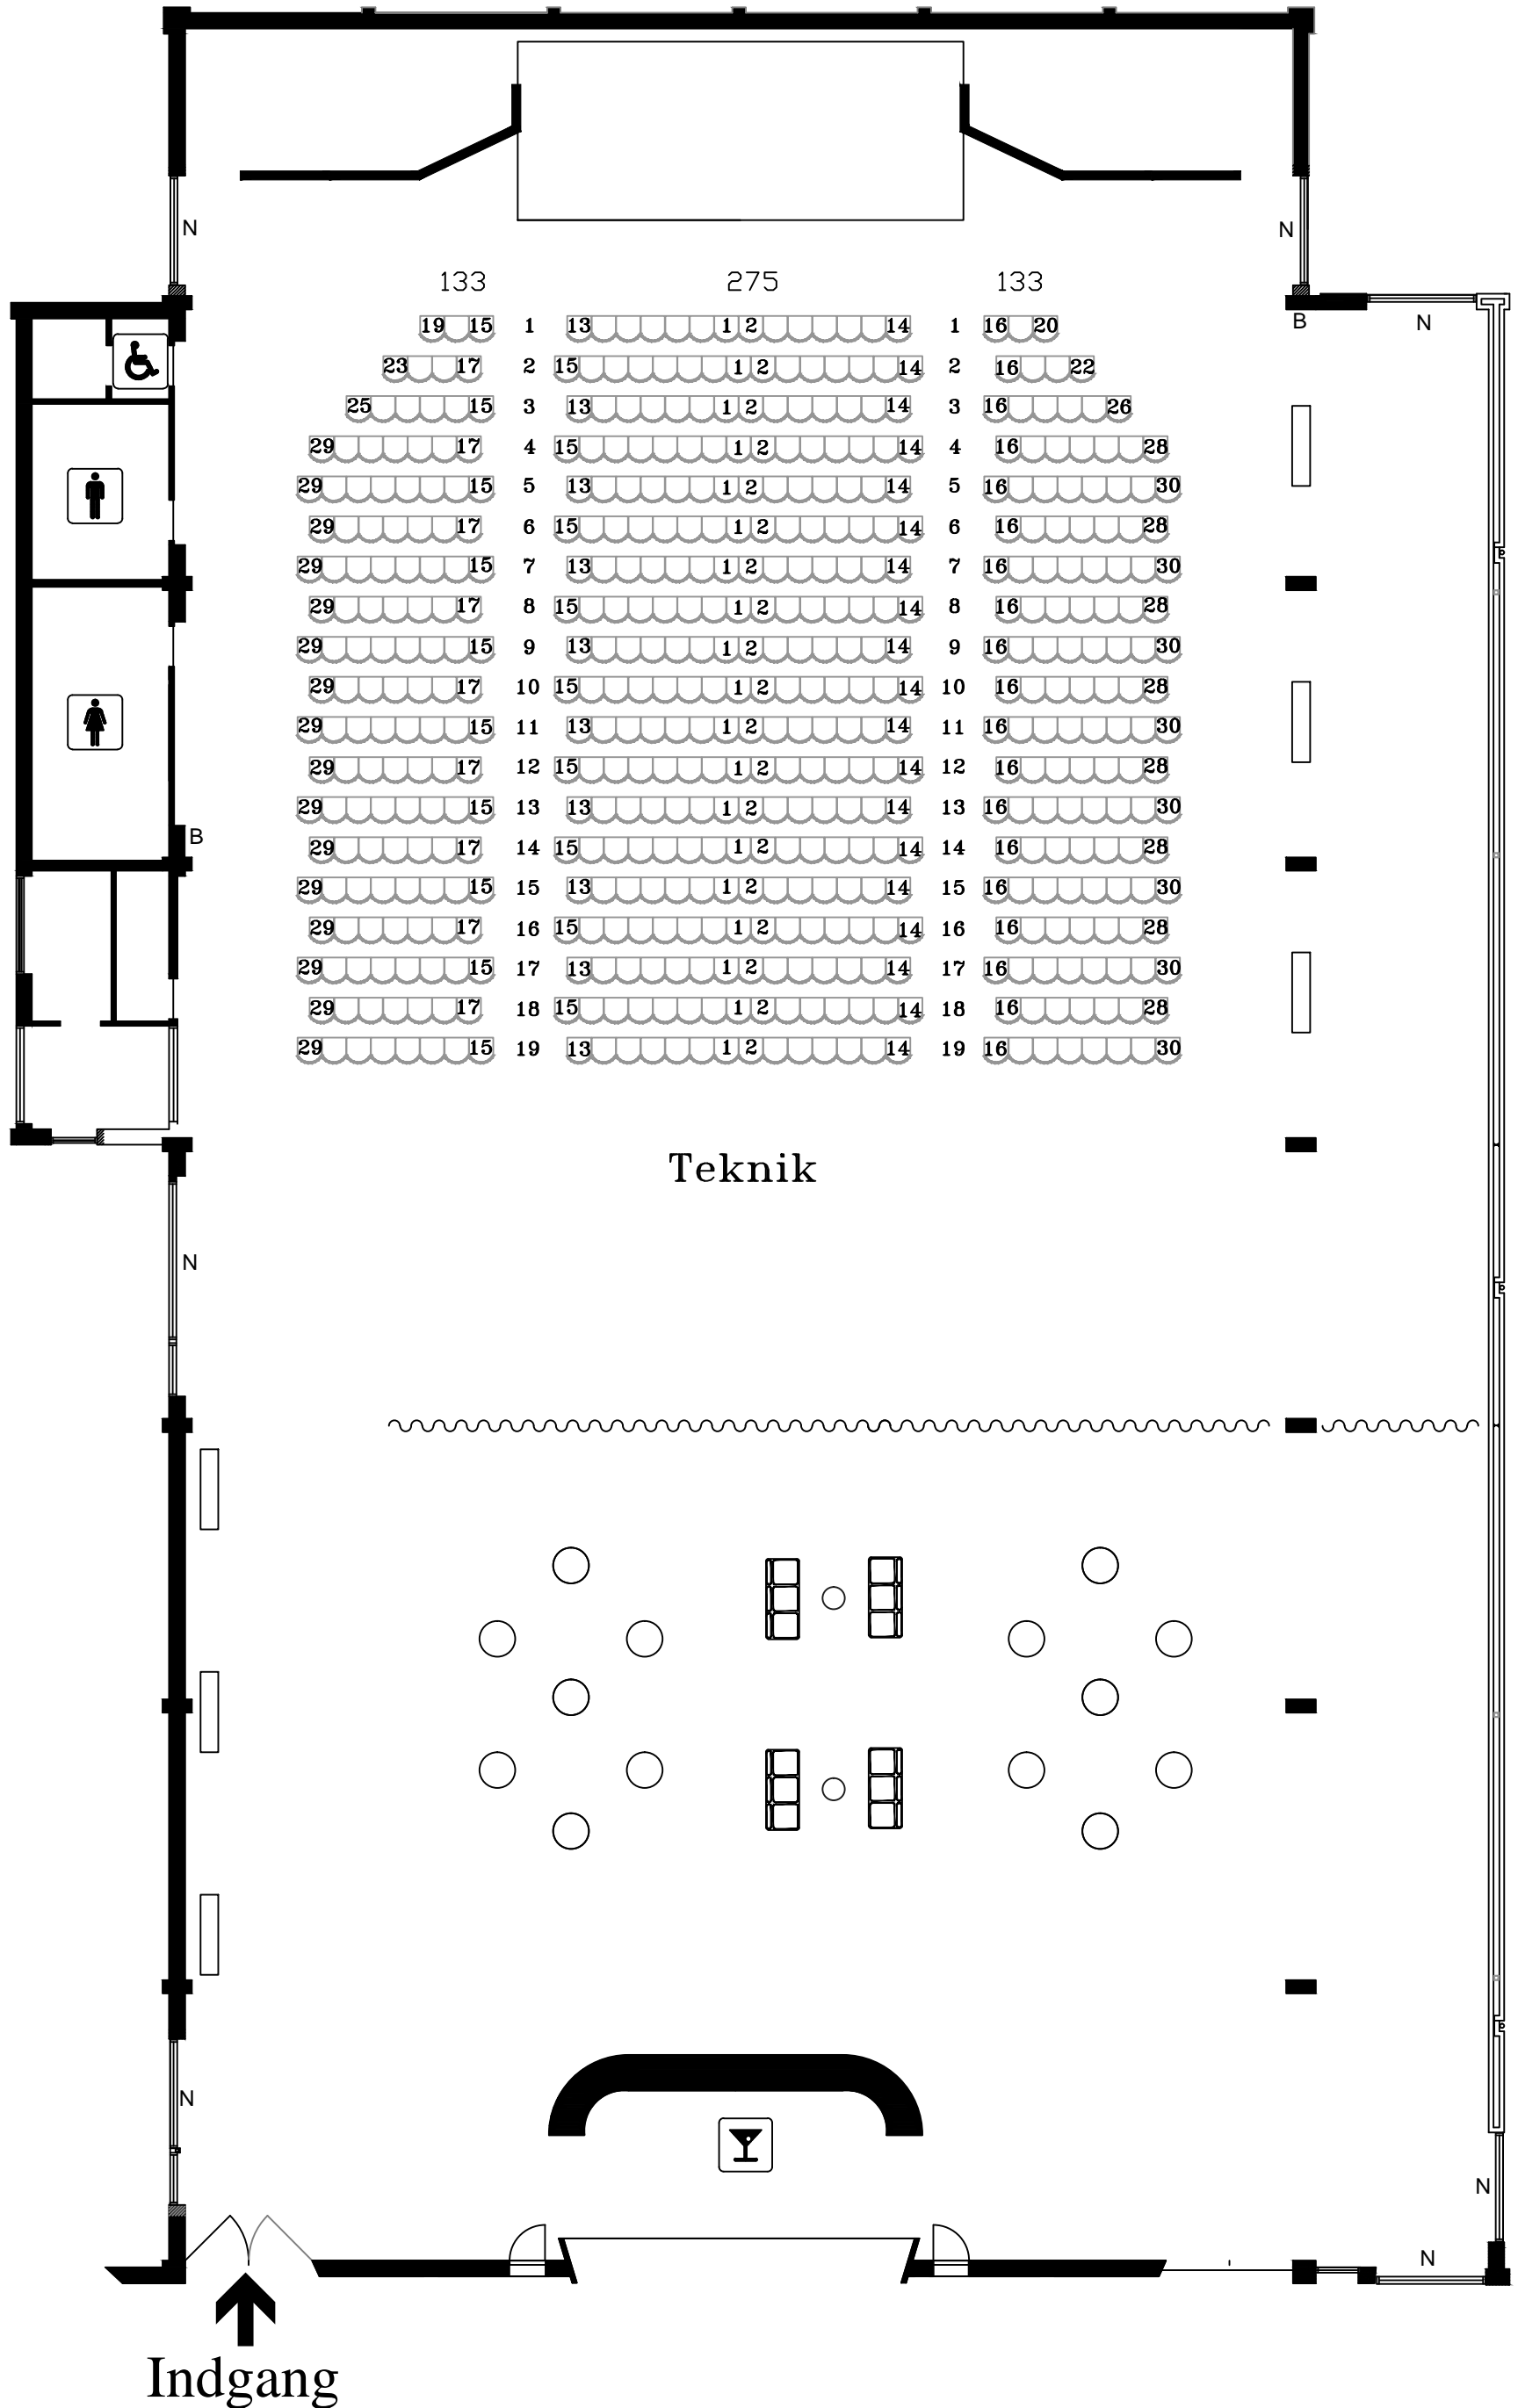 N N
133 275 133
B N
19 15 1 13 1 2 14 1 16 20
23 17 2 15 1 2 14 2 16 22
25 15 3 13 1 2 14 3 16 26
29 17 4 15 1 2 14 4 16 28
29 15 5 13 1 2 14 5 16 30
29 17 6 15 1 2 14 6 16 28
29 15 7 13 1 2 14 7 16 30
29 17 8 15 1 2 14 8 16 28
29 15 9 13 1 2 14 9 16 30
29 17 10 15 1 2 14 10 16 28
29 15 11 13 1 2 14 11 16 30
29 17 12 15 1 2 14 12 16 28
29 15 13 13 1 2 14 13 16 30
B
29 17 14 15 1 2 14 14 16 28
29 15 15 13 1 2 14 15 16 30
29 17 16 15 1 2 14 16 16 28
29 15 17 13 1 2 14 17 16 30
29 17 18 15 1 2 14 18 16 28
29 15 19 13 1 2 14 19 16 30
Teknik
N
N
N
N
Indgang